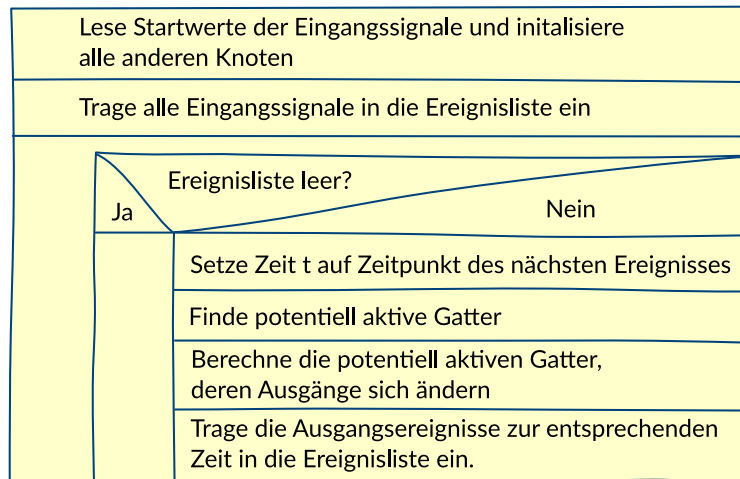 Lese Startwerte der Eingangssignale und initalisiere
alle anderen Knoten
Trage alle Eingangssignale in die Ereignisliste ein
Ereignisliste leer?
Ja
Nein
Setze Zeit t auf Zeitpunkt des nächsten Ereignisses
Finde potentiell aktive Gatter
Berechne die potentiell aktiven Gatter,
deren Ausgänge sich ändern
Trage die Ausgangsereignisse zur entsprechenden
Zeit in die Ereignisliste ein.